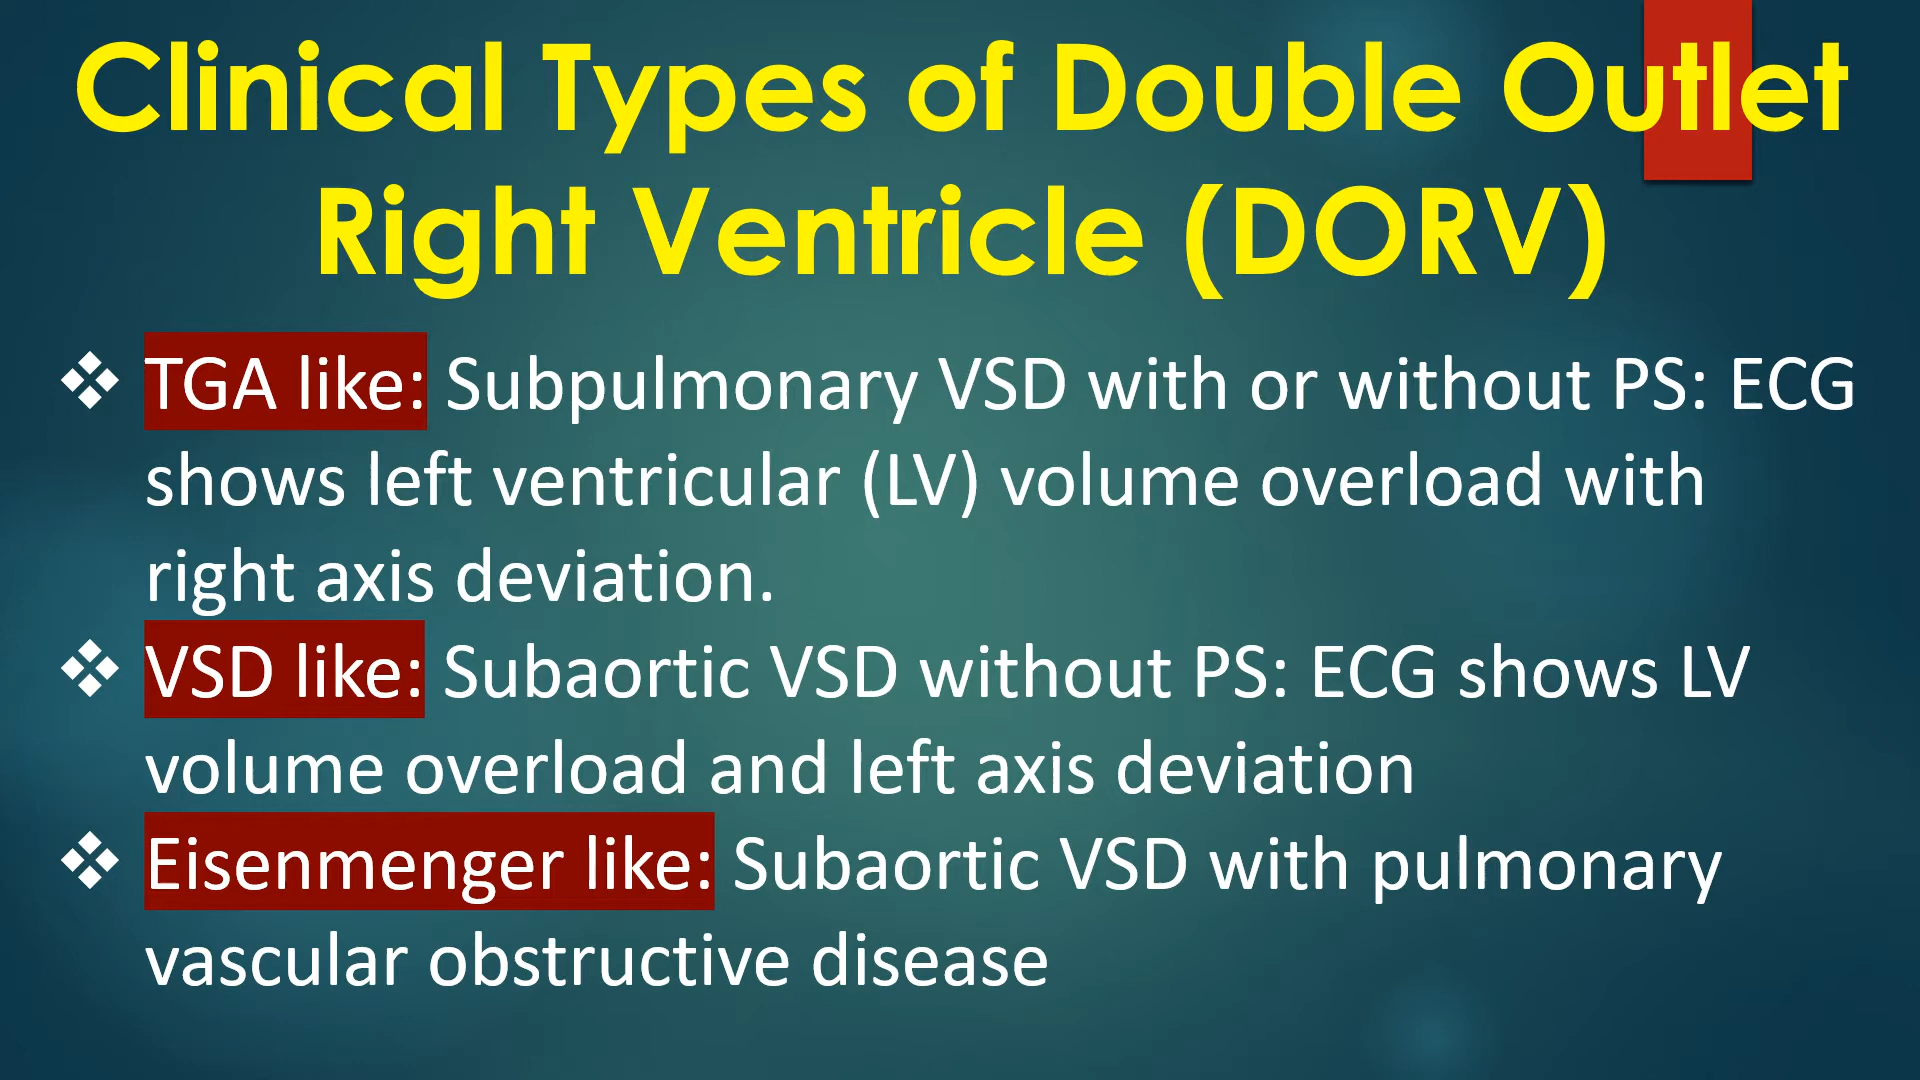 Clinical Types of Double Outlet
Right Ventricle (DORV)
❖ TGA like: Subpulmonary VSD with or without PS: ECG
shows left ventricular (LV) volume overload with
right axis deviation.
❖ VSD like: Subaortic VSD without PS: ECG shows LV
volume overload and left axis deviation
❖ Eisenmenger like: Subaortic VSD with pulmonary
vascular obstructive disease